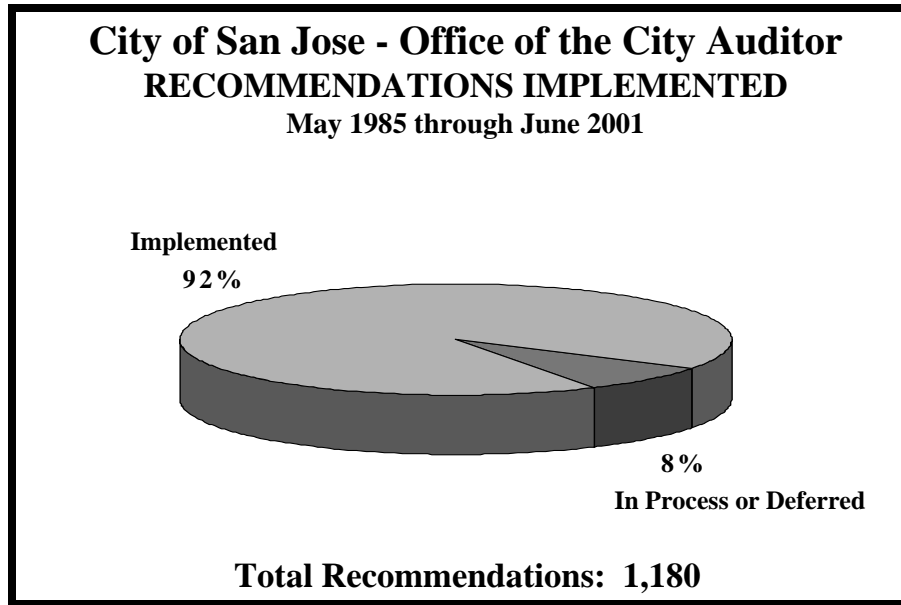 City of San Jose - Office of the City Auditor
RECOMMENDATIONS IMPLEMENTED
May 1985 through June 2001
Implemented
92%
8%
In Process or Deferred
Total Recommendations: 1,180